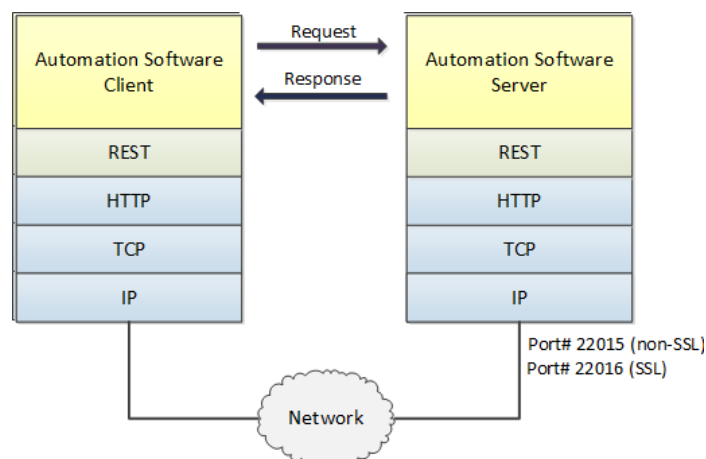 Automation Software
Client
Request
Response
Automation Software
Server
REST
REST
HTTP
HTTP
TCP
TCP
IP
IP
Port# 22015 (non-SSL)
Port# 22016 (SSL)
Network